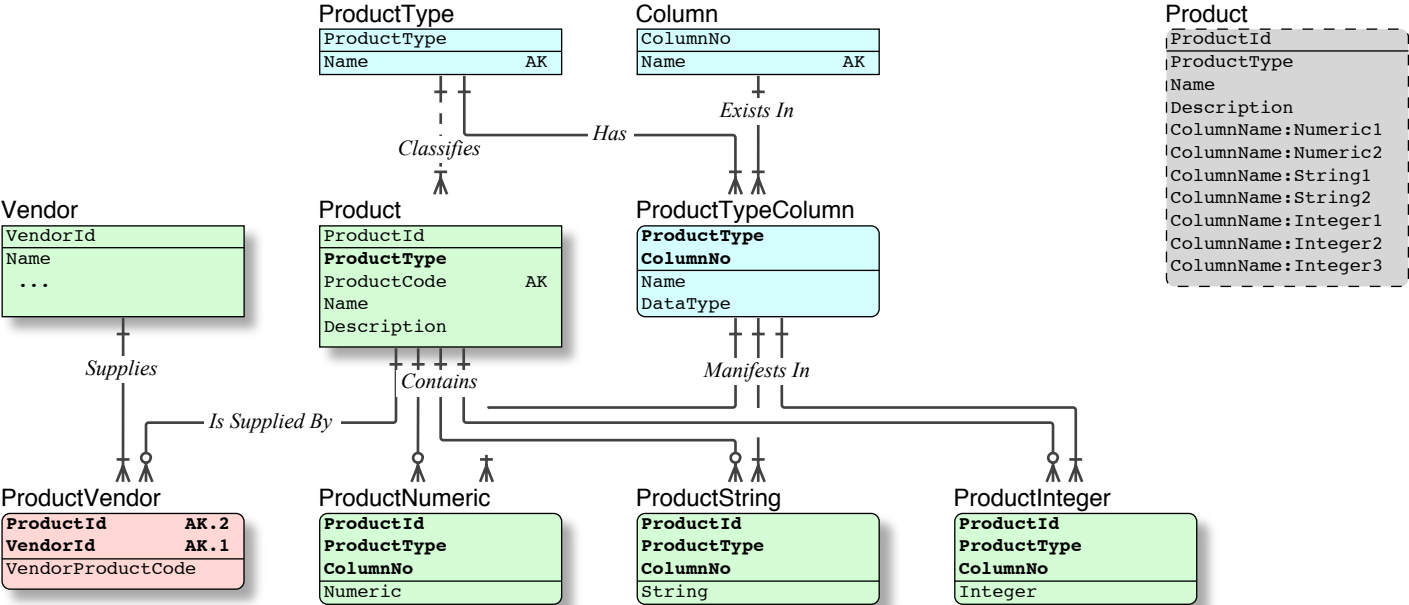 ProductType
ProductType
Name AK
Column
ColumnNo
Name AK
Product
ProductId
ProductType
Name
Description
ColumnName:Numeric1
ColumnName:Numeric2
ColumnName:String1
ColumnName:String2
ColumnName:Integer1
ColumnName:Integer2
ColumnName:Integer3
Exists In
Has
Classifies
Vendor
VendorId
Name
...
Product
ProductId
ProductType
ProductCode AK
Name
Description
ProductTypeColumn
ProductType
ColumnNo
Name
DataType
Supplies
Contains
Manifests In
Is Supplied By
ProductVendor
ProductId AK.2
VendorId AK.1
VendorProductCode
ProductNumeric
ProductId
ProductType
ColumnNo
Numeric
ProductString
ProductId
ProductType
ColumnNo
String
ProductInteger
ProductId
ProductType
ColumnNo
Integer